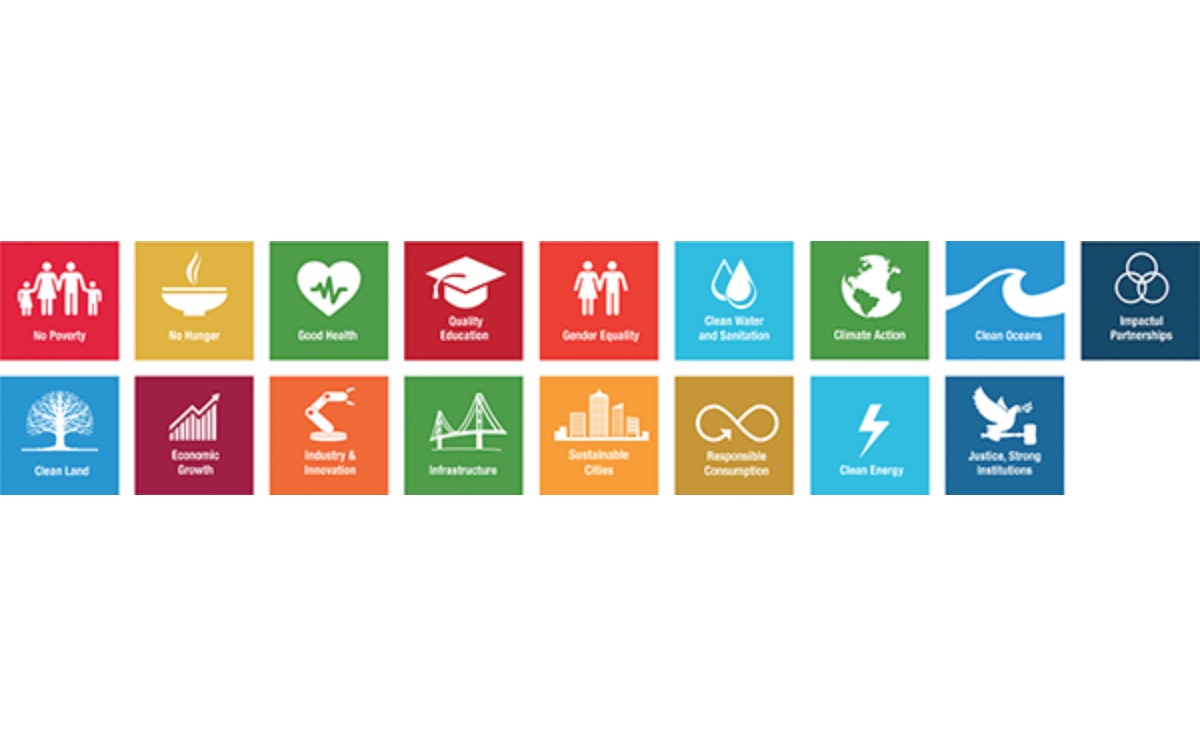 No Poverty
No Hunger
Good Health
Quality
Education
Gender Equality
Clean Water
and Sanitation
Climate Action
Clean Oceans
Impactul
Partnerships
Clean Land
Economic
Growth
Industry &
Innovation
Infrastructure
Sustainable
Cities
Responsible
Consumption
Clean Energy
Justice, Strong
Institutions